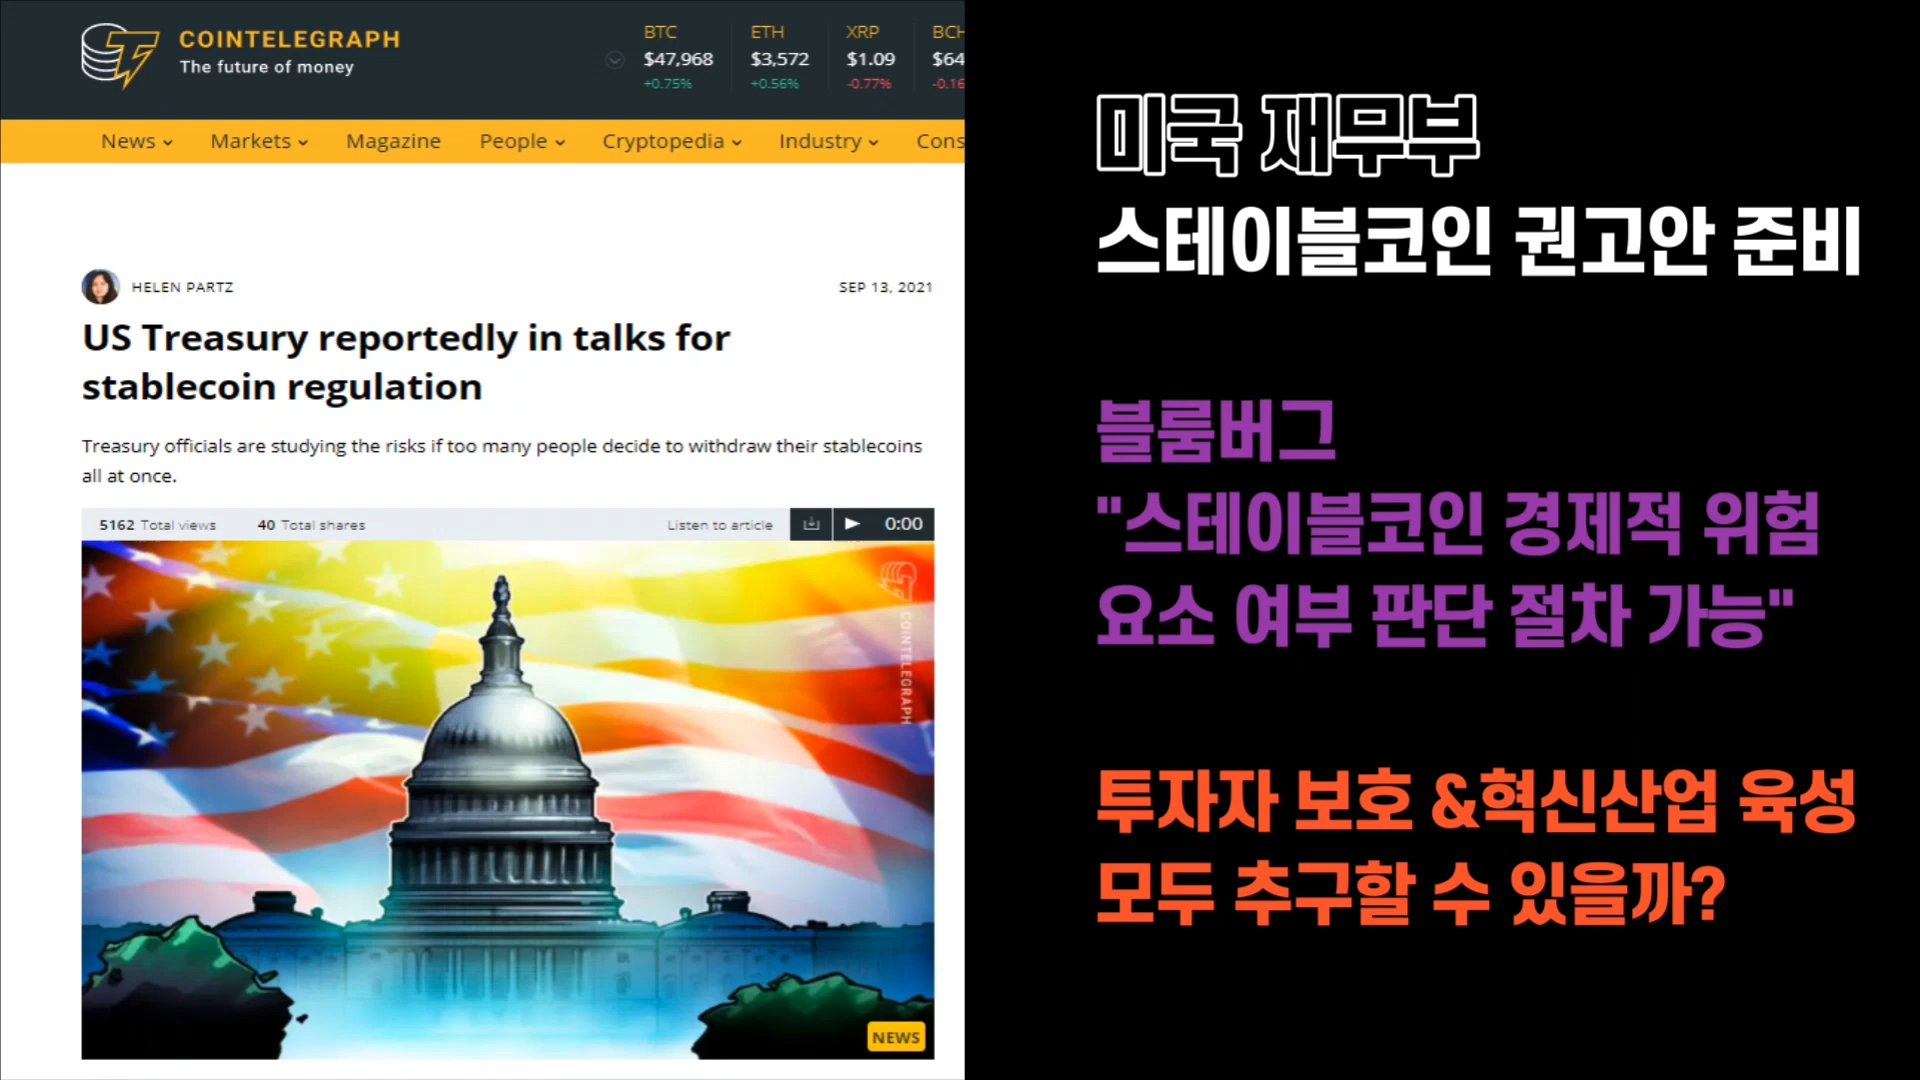 COINTELEGRAPH
The future of money
BTC ETH XRP BCH
$47,968 $3,572 $1.09 $64
+0.75% +0.56% -0.77% -0.16
News Markets Magazine People Cryptopedia Industry Cons
HELEN PARTZ SEP 13, 2021
US Treasury reportedly in talks for
stablecoin regulation
Treasury officials are studying the risks if too many people decide to withdraw their stablecoins
all at once.
5162 Total views 40 Total shares Listen to article 0:00
COINTELEGRAPH
NEWS
미국 재무부
스테이블코인 권고안 준비
블룸버그
"스테이블코인 경제적 위험
요소 여부 판단 절차 가능"
투자자 보호 &혁신산업 육성
모두 추구할 수 있을까?